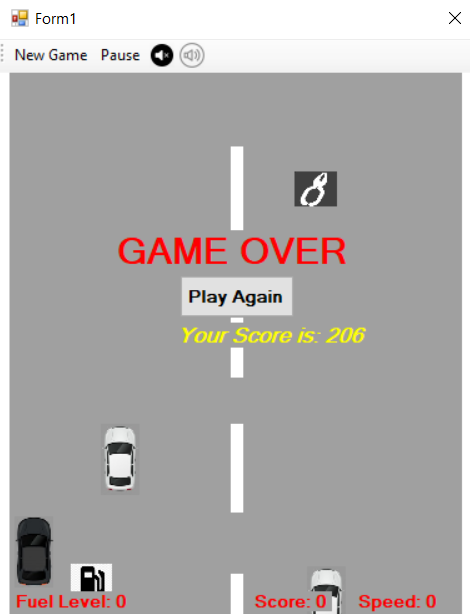 Form1
New Game Pause
GAME OVER
Play Again
Your Score is: 206
Fuel Level: 0 Score: 0 Speed: 0